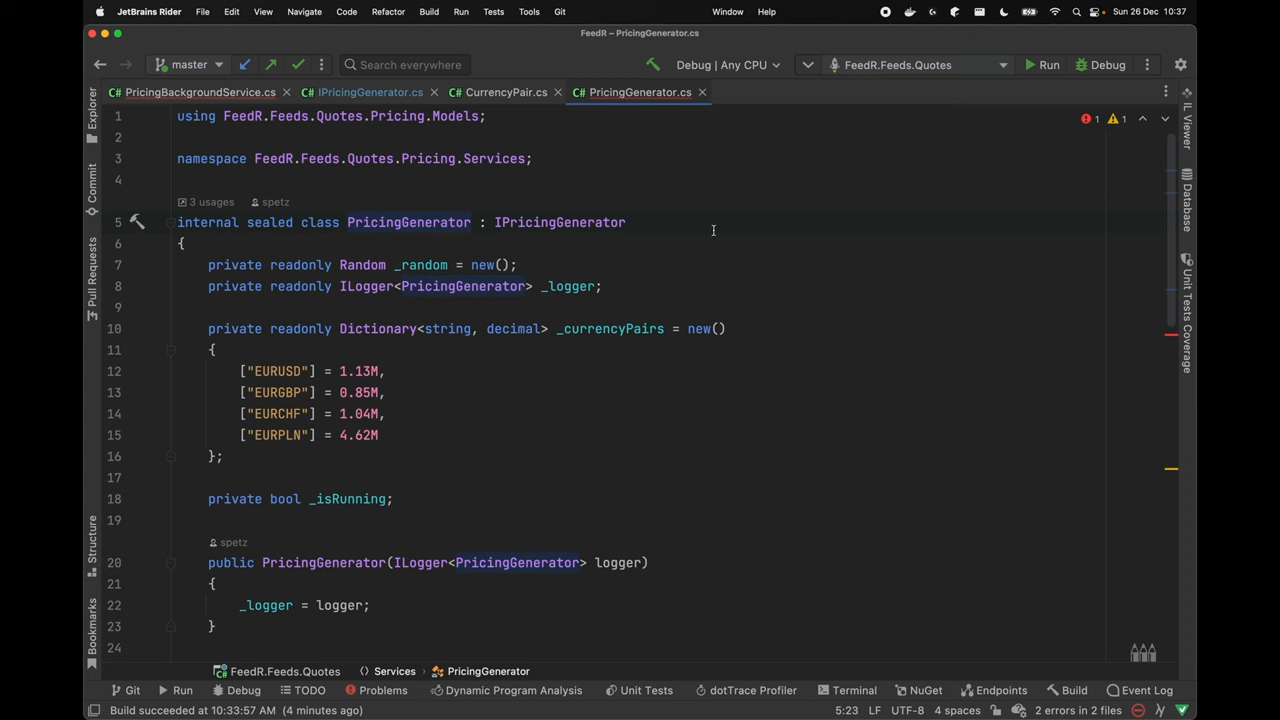 JetBrains Rider File Edit View Navigate Code Refactor Build Run Tests Tools Git Window Help Sun 26 Dec 10:37
FeedR – PricingGenerator.cs
master Search everywhere Debug | Any CPU FeedR.Feeds.Quotes Run Debug
C# PricingBackgroundService.cs C# IPricingGenerator.cs C# CurrencyPair.cs C# PricingGenerator.cs
Explorer
Commit
Pull Requests
Structure
Bookmarks
1 using FeedR.Feeds.Quotes.Pricing.Models; 1 1
2
3 namespace FeedR.Feeds.Quotes.Pricing.Services;
4
3 usages spetz
5 internal sealed class PricingGenerator : IPricingGenerator
6 {
7 private readonly Random _random = new();
8 private readonly ILogger<PricingGenerator> _logger;
9
10 private readonly Dictionary<string, decimal> _currencyPairs = new()
11 {
12 ["EURUSD"] = 1.13M,
13 ["EURGBP"] = 0.85M,
14 ["EURCHF"] = 1.04M,
15 ["EURPLN"] = 4.62M
16 };
17
18 private bool _isRunning;
19
spetz
20 public PricingGenerator(ILogger<PricingGenerator> logger)
21 {
22 _logger = logger;
23 }
24
IL Viewer
Database
Unit Tests Coverage
FeedR.Feeds.Quotes Services PricingGenerator
Git Run Debug TODO Problems Dynamic Program Analysis Unit Tests dotTrace Profiler Terminal NuGet Endpoints Build Event Log
Build succeeded at 10:33:57 AM (4 minutes ago) 5:23 LF UTF-8 4 spaces 2 errors in 2 files